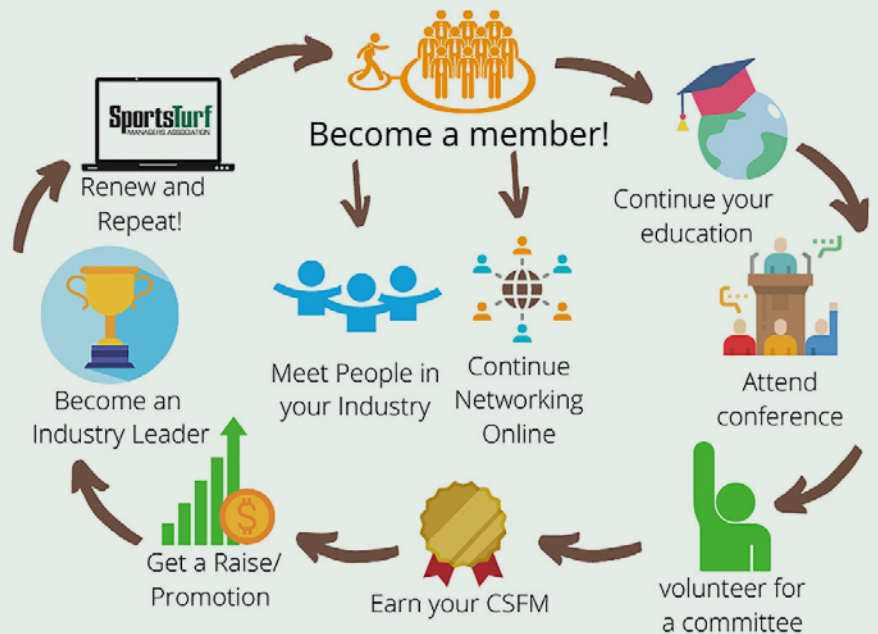 Become a member!
Continue your
education
Attend
conference
volunteer for
a committee
Earn your CSFM
Get a Raise/
Promotion
Become an
Industry Leader
SportsTurf
MANAGERS ASSOCIATION
Renew and
Repeat!
Meet People in
your Industry
Continue
Networking
Online
$